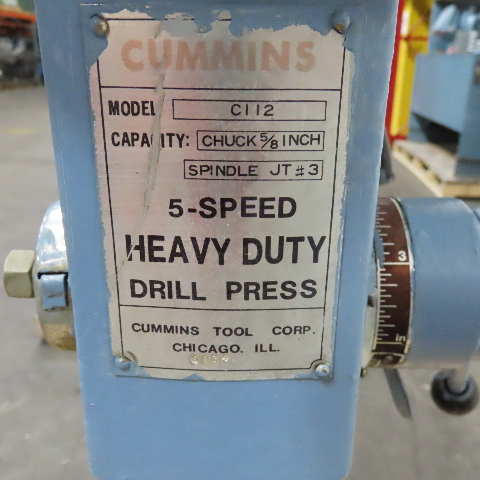 CUMMINS
MODEL C112
CAPACITY: CHUCK 5/8 INCH
SPINDLE JT #3
5-SPEED
HEAVY DUTY
DRILL PRESS
CUMMINS TOOL CORP.
CHICAGO, ILL.
3